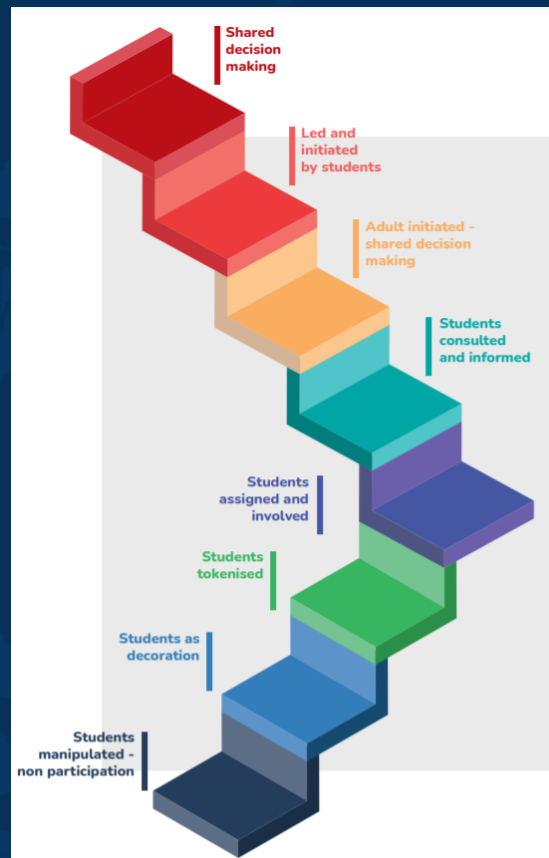 Shared
decision
making
Led and
initiated
by students
Adult initiated -
shared decision
making
Students
consulted
and informed
Students
assigned and
involved
Students
tokenised
Students as
decoration
Students
manipulated -
non participation